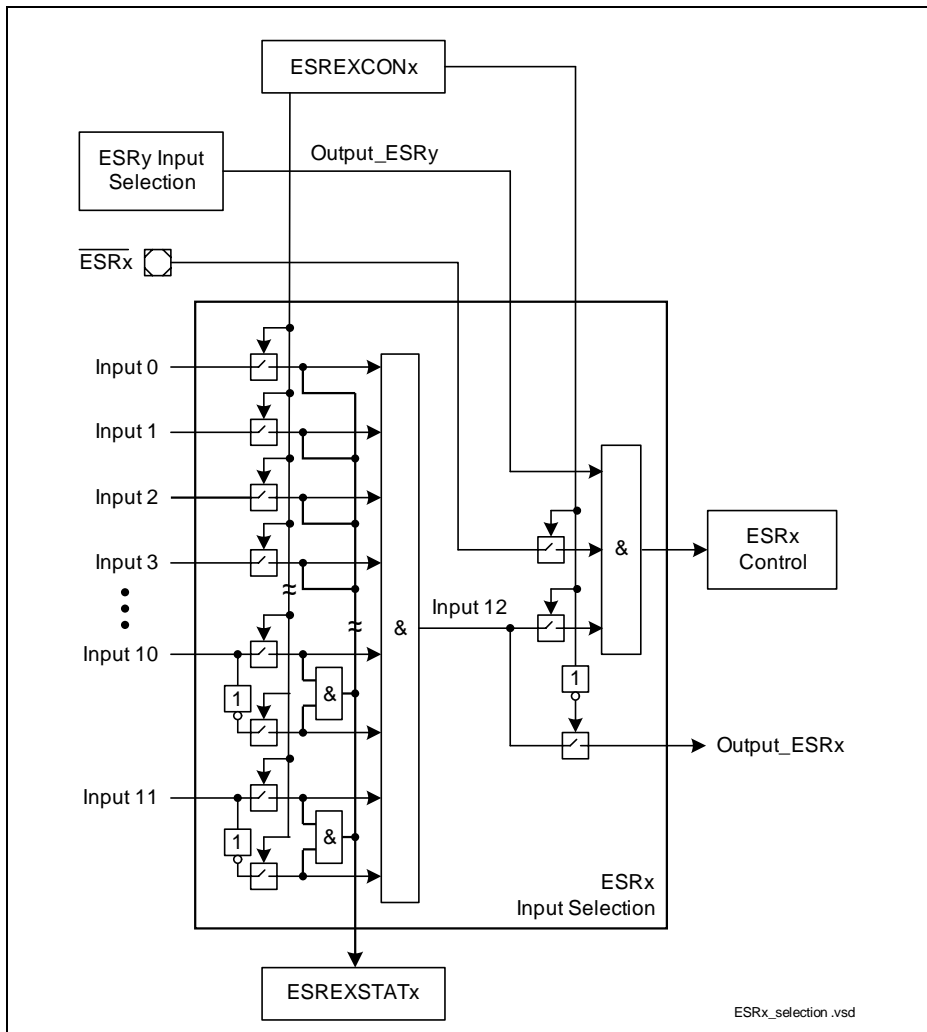 ESREXCONx
ESRy Input
Selection
Output_ESRy
ESRx
Input 0
Input 1
Input 2
Input 3
Input 10
1
&
Input 11
1
&
&
Input 12
1
&
ESRx
Control
Output_ESRx
ESRx
Input Selection
ESREXSTATx
ESRx_selection .vsd